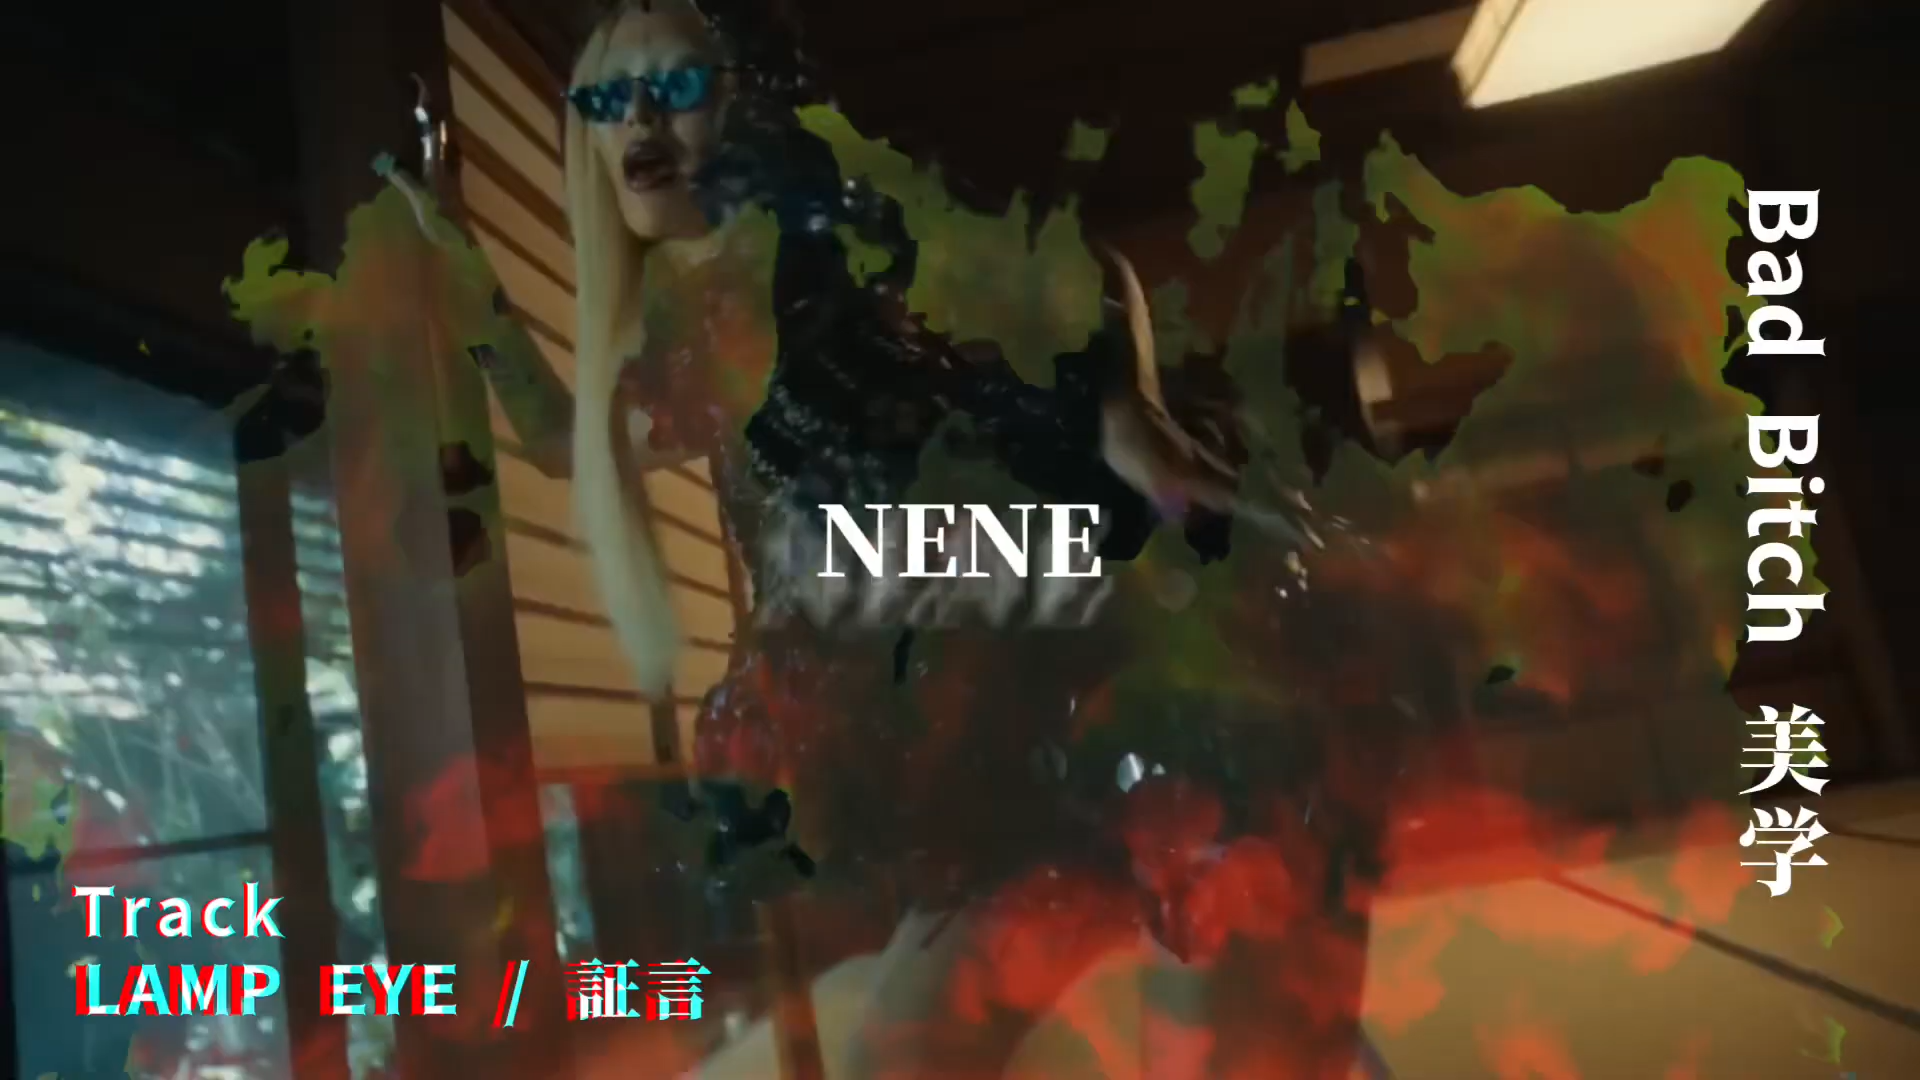 NENE
Bad Bitch 美学
Track
LAMP EYE / 証言